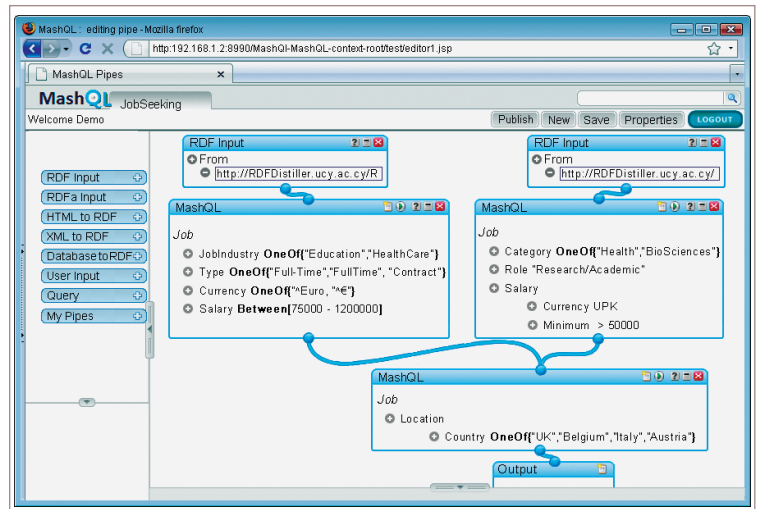 MashQL : editing pipe - Mozilla firefox
http:192.168.1.2:8990/MashQl-MashQL-context-root/test/editor1.jsp
MashQL Pipes
MashQL JobSeeking
Welcome Demo
Publish New Save Properties LOGOUT
RDF Input
RDFa Input
HTML to RDF
XML to RDF
DatabasetoRDF
User Input
Query
My Pipes
RDF Input
From
http://RDFDistiller.ucy.ac.cy/R
RDF Input
From
http://RDFDistiller.ucy.ac.cy/
MashQL
Job
JobIndustry OneOf{"Education","HealthCare"}
Type OneOf{"Full-Time","FullTime", "Contract"}
Currency OneOf{"^Euro, "^€"}
Salary Between[75000 - 1200000]
MashQL
Job
Category OneOf{"Health","BioSciences"}
Role "Research/Academic"
Salary
Currency UPK
Minimum > 50000
MashQL
Job
Location
Country OneOf{"UK","Belgium","Italy","Austria"}
Output